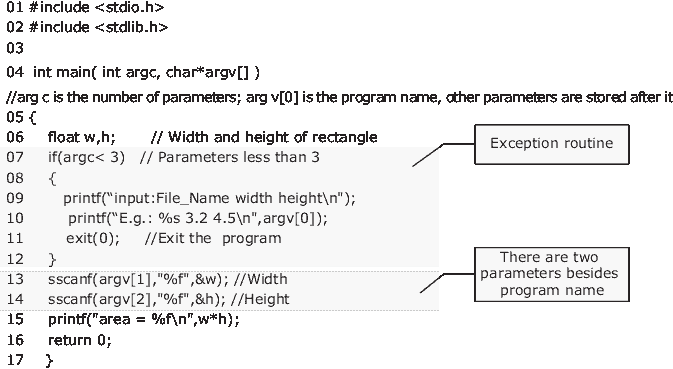 01 #include <stdio.h>
02 #include <stdlib.h>
03
04 int main( int argc, char*argv[] )
//arg c is the number of parameters; arg v[0] is the program name, other parameters are stored after it
05 {
06 float w,h; // Width and height of rectangle
07 if(argc< 3) // Parameters less than 3
Exception routine
08 {
09 printf("input:File_Name width height\n");
10 printf("E.g.: %s 3.2 4.5\n",argv[0]);
11 exit(0); //Exit the program
12 }
There are two
parameters besides
program name
13 sscanf(argv[1],"%f",&w); //Width
14 sscanf(argv[2],"%f",&h); //Height
15 printf("area = %f\n",w*h);
16 return 0;
17 }